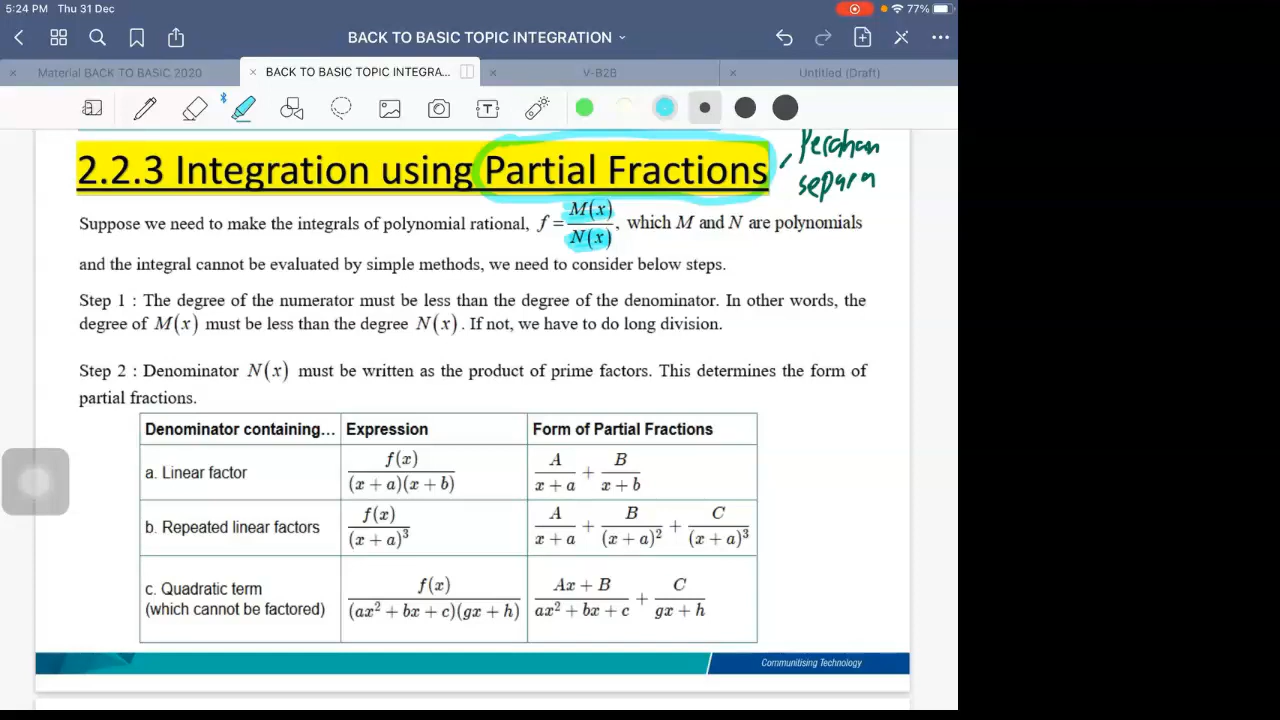 5:24 PM Thu 31 Dec
77%
BACK TO BASIC TOPIC INTEGRATION
Material BACK TO BASIC 2020
BACK TO BASIC TOPIC INTEGRA...
V-B2B
Untitled (Draft)
2.2.3 Integration using Partial Fractions
, Pecahan
separa
Suppose we need to make the integrals of polynomial rational, f = M(x)/N(x), which M and N are polynomials
and the integral cannot be evaluated by simple methods, we need to consider below steps.
Step 1 : The degree of the numerator must be less than the degree of the denominator. In other words, the
degree of M(x) must be less than the degree N(x). If not, we have to do long division.
Step 2 : Denominator N(x) must be written as the product of prime factors. This determines the form of
partial fractions.
Denominator containing... Expression Form of Partial Fractions
a. Linear factor f(x)/((x + a)(x + b)) A/(x + a) + B/(x + b)
b. Repeated linear factors f(x)/(x + a)³ A/(x + a) + B/(x + a)² + C/(x + a)³
c. Quadratic term
(which cannot be factored) f(x)/((ax² + bx + c)(gx + h)) (Ax + B)/(ax² + bx + c) + C/(gx + h)
Communitising Technology